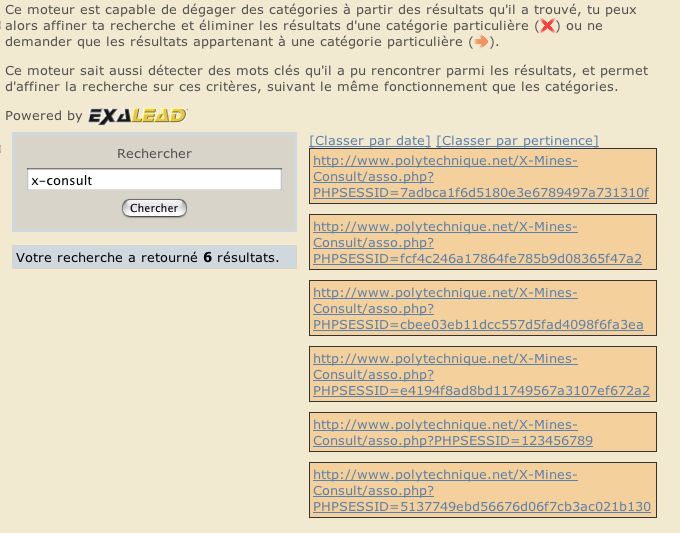 Ce moteur est capable de dégager des catégories à partir des résultats qu'il a trouvé, tu peux
alors affiner ta recherche et éliminer les résultats d'une catégorie particulière (❌) ou ne
demander que les résultats appartenant à une catégorie particulière (➔).
Ce moteur sait aussi détecter des mots clés qu'il a pu rencontrer parmi les résultats, et permet
d'affiner la recherche sur ces critères, suivant le même fonctionnement que les catégories.
Powered by EXALEAD
Rechercher
x-consult
Chercher
Votre recherche a retourné 6 résultats.
[Classer par date] [Classer par pertinence]
http://www.polytechnique.net/X-Mines-
Consult/asso.php?
PHPSESSID=7adbca1f6d5180e3e6789497a731310f
http://www.polytechnique.net/X-Mines-
Consult/asso.php?
PHPSESSID=fcf4c246a17864fe785b9d08365f47a2
http://www.polytechnique.net/X-Mines-
Consult/asso.php?
PHPSESSID=cbee03eb11dcc557d5fad4098f6fa3ea
http://www.polytechnique.net/X-Mines-
Consult/asso.php?
PHPSESSID=e4194f8ad8bd11749567a3107ef672a2
http://www.polytechnique.net/X-Mines-
Consult/asso.php?PHPSESSID=123456789
http://www.polytechnique.net/X-Mines-
Consult/asso.php?
PHPSESSID=5137749ebd56676d06f7cb3ac021b130